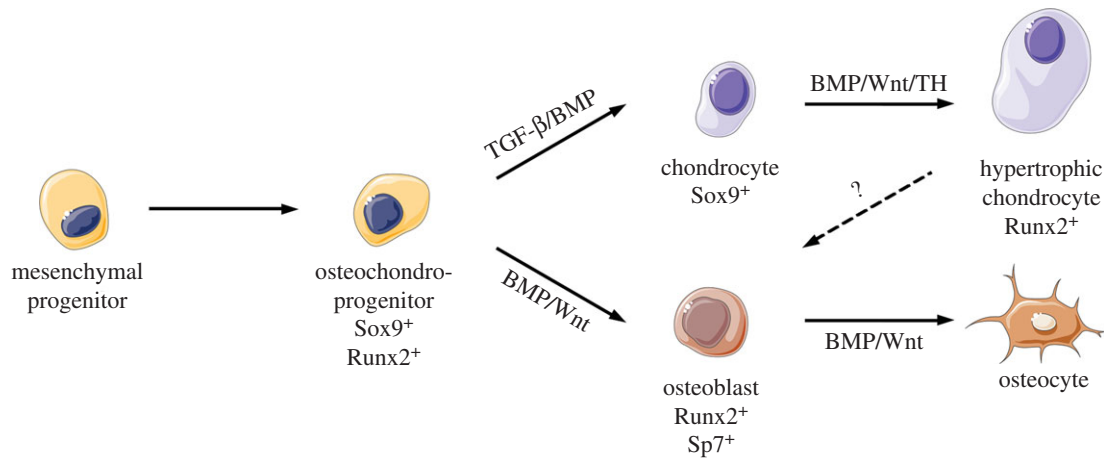 mesenchymal
progenitor
osteochondro-
progenitor
Sox9⁺
Runx2⁺
TGF-β/BMP
BMP/Wnt
chondrocyte
Sox9⁺
BMP/Wnt/TH
hypertrophic
chondrocyte
Runx2⁺
?
osteoblast
Runx2⁺
Sp7⁺
BMP/Wnt
osteocyte